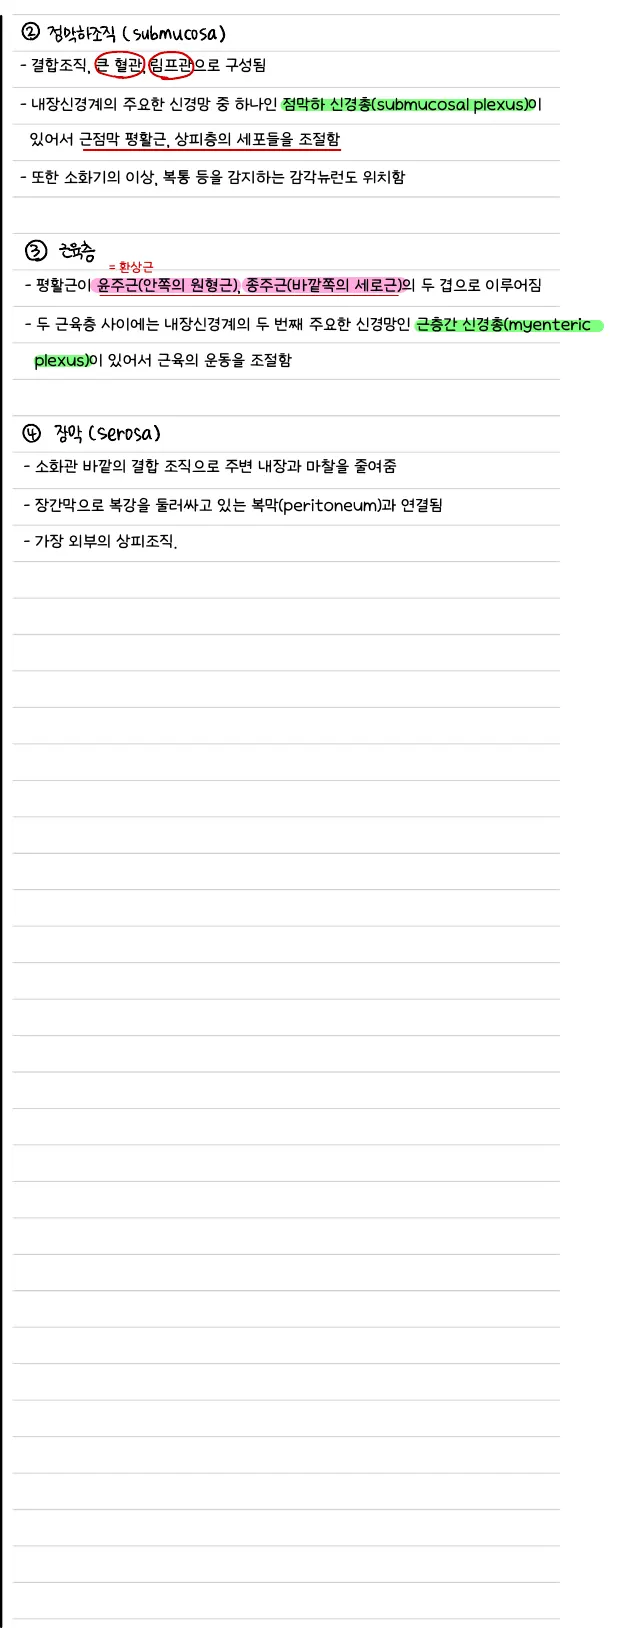 ② 점막하조직 (submucosa)
- 결합조직, 큰 혈관, 림프관으로 구성됨
- 내장신경계의 주요한 신경망 중 하나인 점막하 신경총(submucosal plexus)이
있어서 근점막 평활근, 상피층의 세포들을 조절함
- 또한 소화기의 이상, 복통 등을 감지하는 감각뉴런도 위치함
③ 근육층
= 환상근
- 평활근이 윤주근(안쪽의 원형근), 종주근(바깥쪽의 세로근)의 두 겹으로 이루어짐
- 두 근육층 사이에는 내장신경계의 두 번째 주요한 신경망인 근층간 신경총(myenteric
plexus)이 있어서 근육의 운동을 조절함
④ 장막 (serosa)
- 소화관 바깥의 결합 조직으로 주변 내장과 마찰을 줄여줌
- 장간막으로 복강을 둘러싸고 있는 복막(peritoneum)과 연결됨
- 가장 외부의 상피조직.